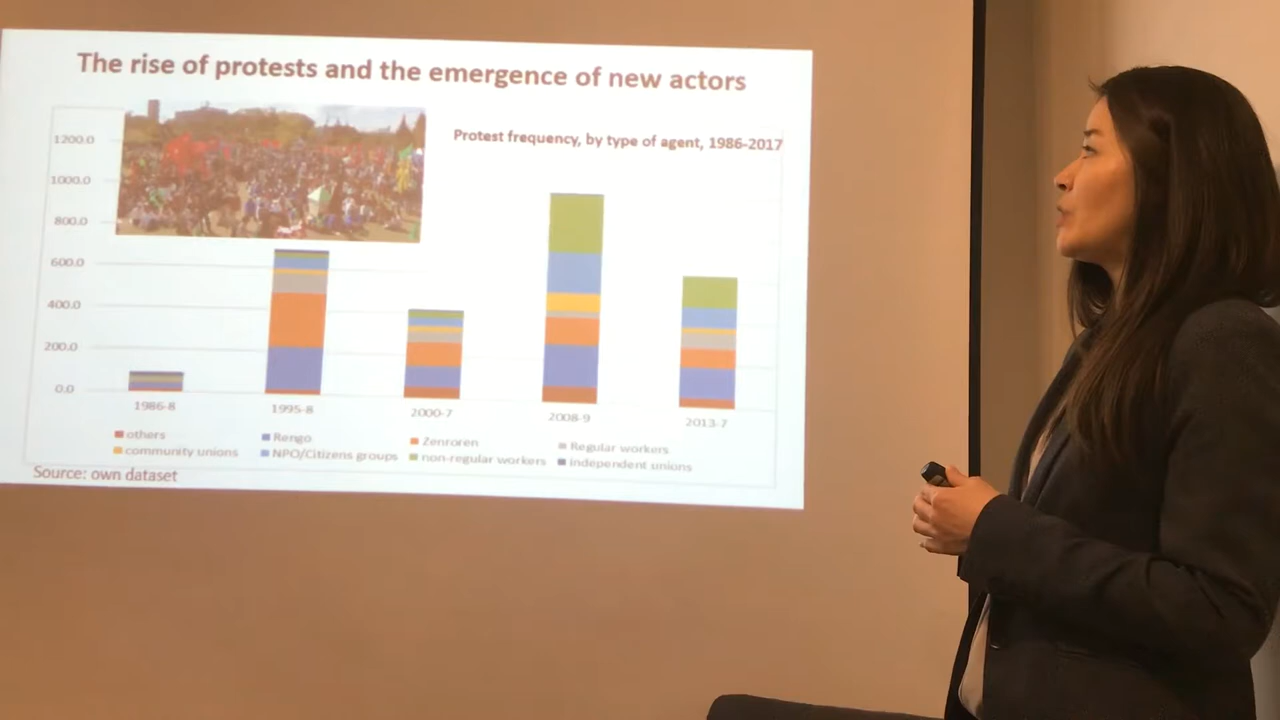 The rise of protests and the emergence of new actors
Protest frequency, by type of agent, 1986-2017
1200.0
1000.0
800.0
600.0
400.0
200.0
0.0
1986-8
1995-8
2000-7
2008-9
2013-7
others
Rengo
Zenroren
Regular workers
community unions
NPO/Citizens groups
non-regular workers
independent unions
Source: own dataset